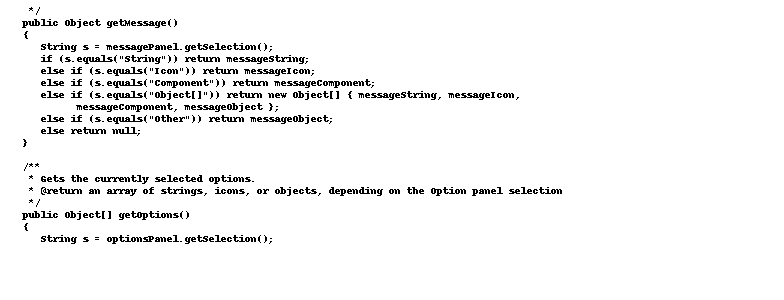 */
public Object getMessage()
{
String s = messagePanel.getSelection();
if (s.equals("String")) return messageString;
else if (s.equals("Icon")) return messageIcon;
else if (s.equals("Component")) return messageComponent;
else if (s.equals("Object[]")) return new Object[] { messageString, messageIcon,
messageComponent, messageObject };
else if (s.equals("Other")) return messageObject;
else return null;
}
/**
* Gets the currently selected options.
* @return an array of strings, icons, or objects, depending on the Option panel selection
*/
public Object[] getOptions()
{
String s = optionsPanel.getSelection();